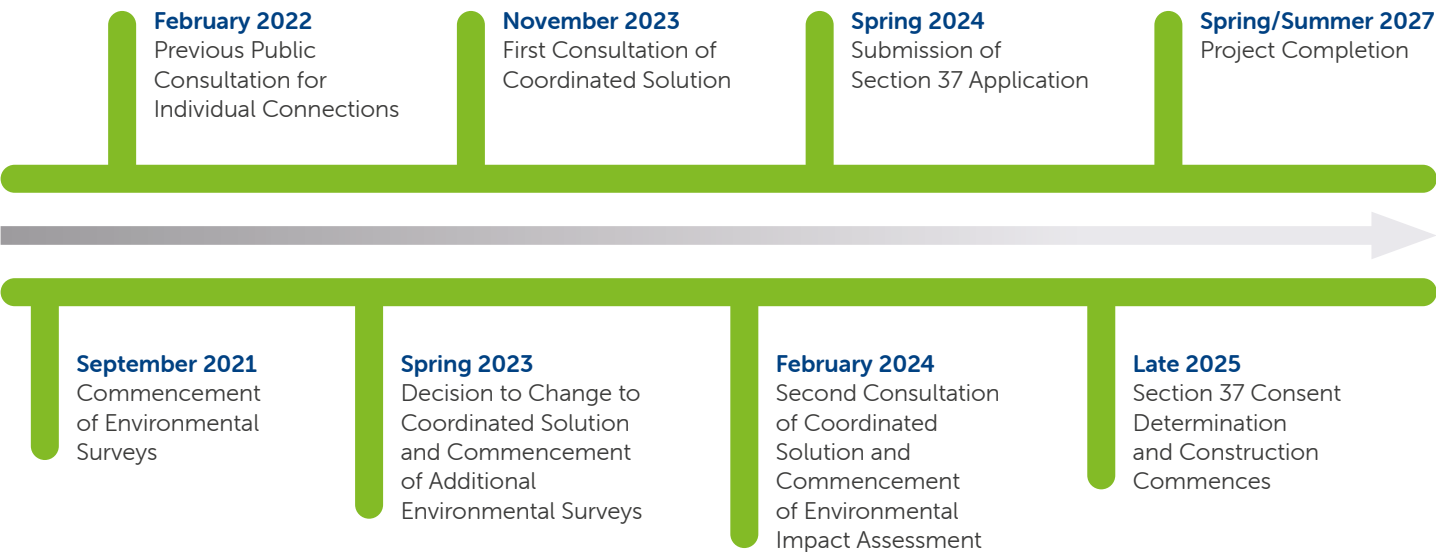 February 2022
Previous Public
Consultation for
Individual Connections
November 2023
First Consultation of
Coordinated Solution
Spring 2024
Submission of
Section 37 Application
Spring/Summer 2027
Project Completion
September 2021
Commencement
of Environmental
Surveys
Spring 2023
Decision to Change to
Coordinated Solution
and Commencement
of Additional
Environmental Surveys
February 2024
Second Consultation
of Coordinated
Solution and
Commencement
of Environmental
Impact Assessment
Late 2025
Section 37 Consent
Determination
and Construction
Commences